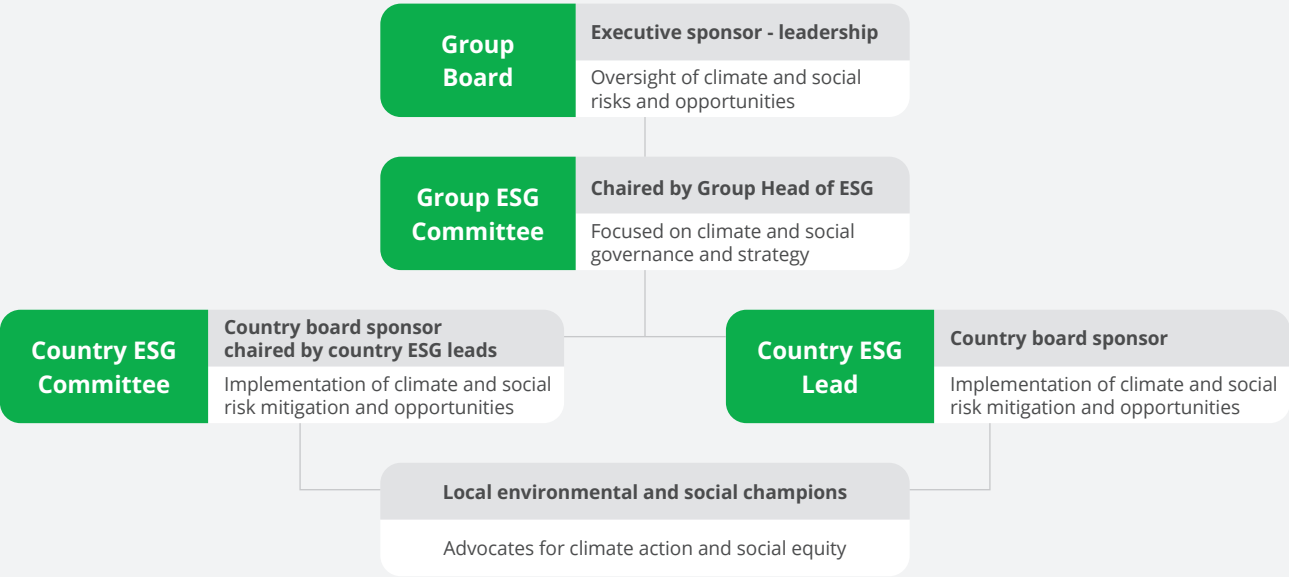 Group
Board
Executive sponsor - leadership
Oversight of climate and social
risks and opportunities
Group ESG
Committee
Chaired by Group Head of ESG
Focused on climate and social
governance and strategy
Country ESG
Committee
Country board sponsor
chaired by country ESG leads
Implementation of climate and social
risk mitigation and opportunities
Country ESG
Lead
Country board sponsor
Implementation of climate and social
risk mitigation and opportunities
Local environmental and social champions
Advocates for climate action and social equity